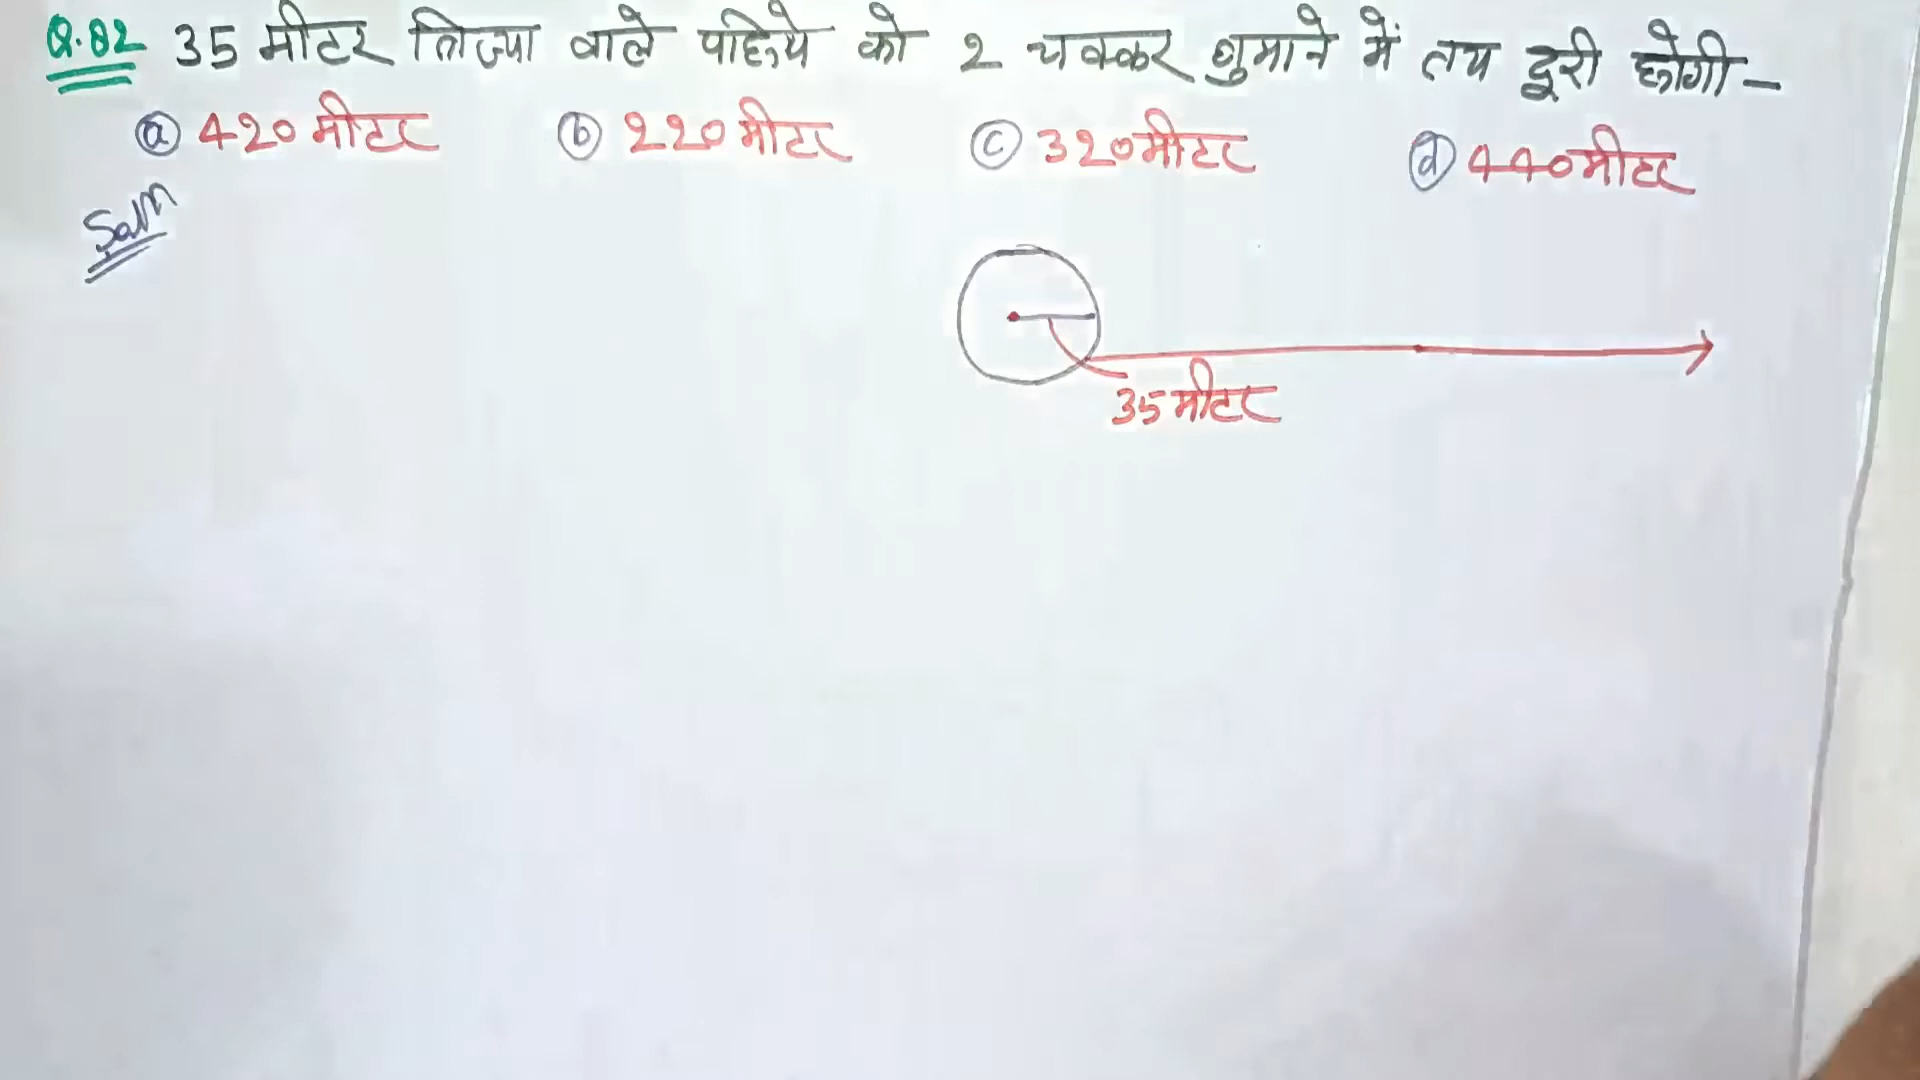 Q.82 35 मीटर त्रिज्या वाले पहिये को 2 चक्कर घुमाने में तय दूरी होगी -
(a) 420 मीटर (b) 220 मीटर (c) 320 मीटर (d) 440 मीटर
Soln
35 मीटर